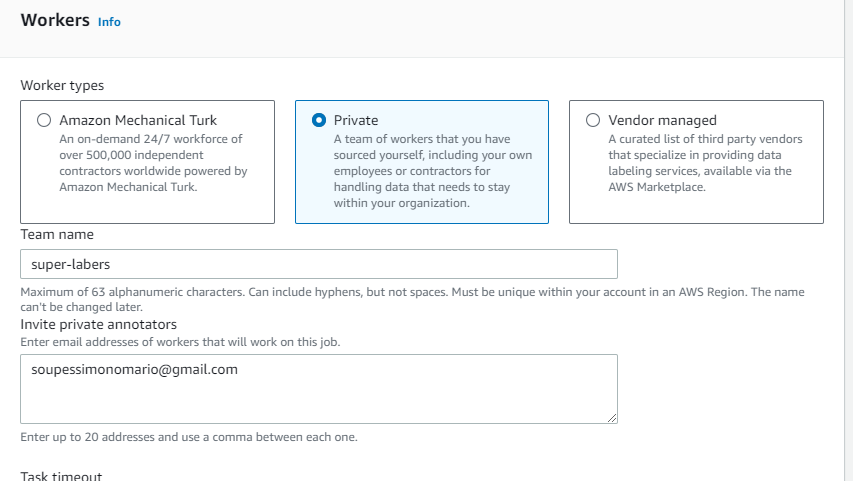 Workers Info
Worker types
Amazon Mechanical Turk
An on-demand 24/7 workforce of
over 500,000 independent
contractors worldwide powered by
Amazon Mechanical Turk.
Private
A team of workers that you have
sourced yourself, including your own
employees or contractors for
handling data that needs to stay
within your organization.
Vendor managed
A curated list of third party vendors
that specialize in providing data
labeling services, available via the
AWS Marketplace.
Team name
super-labers
Maximum of 63 alphanumeric characters. Can include hyphens, but not spaces. Must be unique within your account in an AWS Region. The name
can't be changed later.
Invite private annotators
Enter email addresses of workers that will work on this job.
soupessimonomario@gmail.com
Enter up to 20 addresses and use a comma between each one.
Task timeout